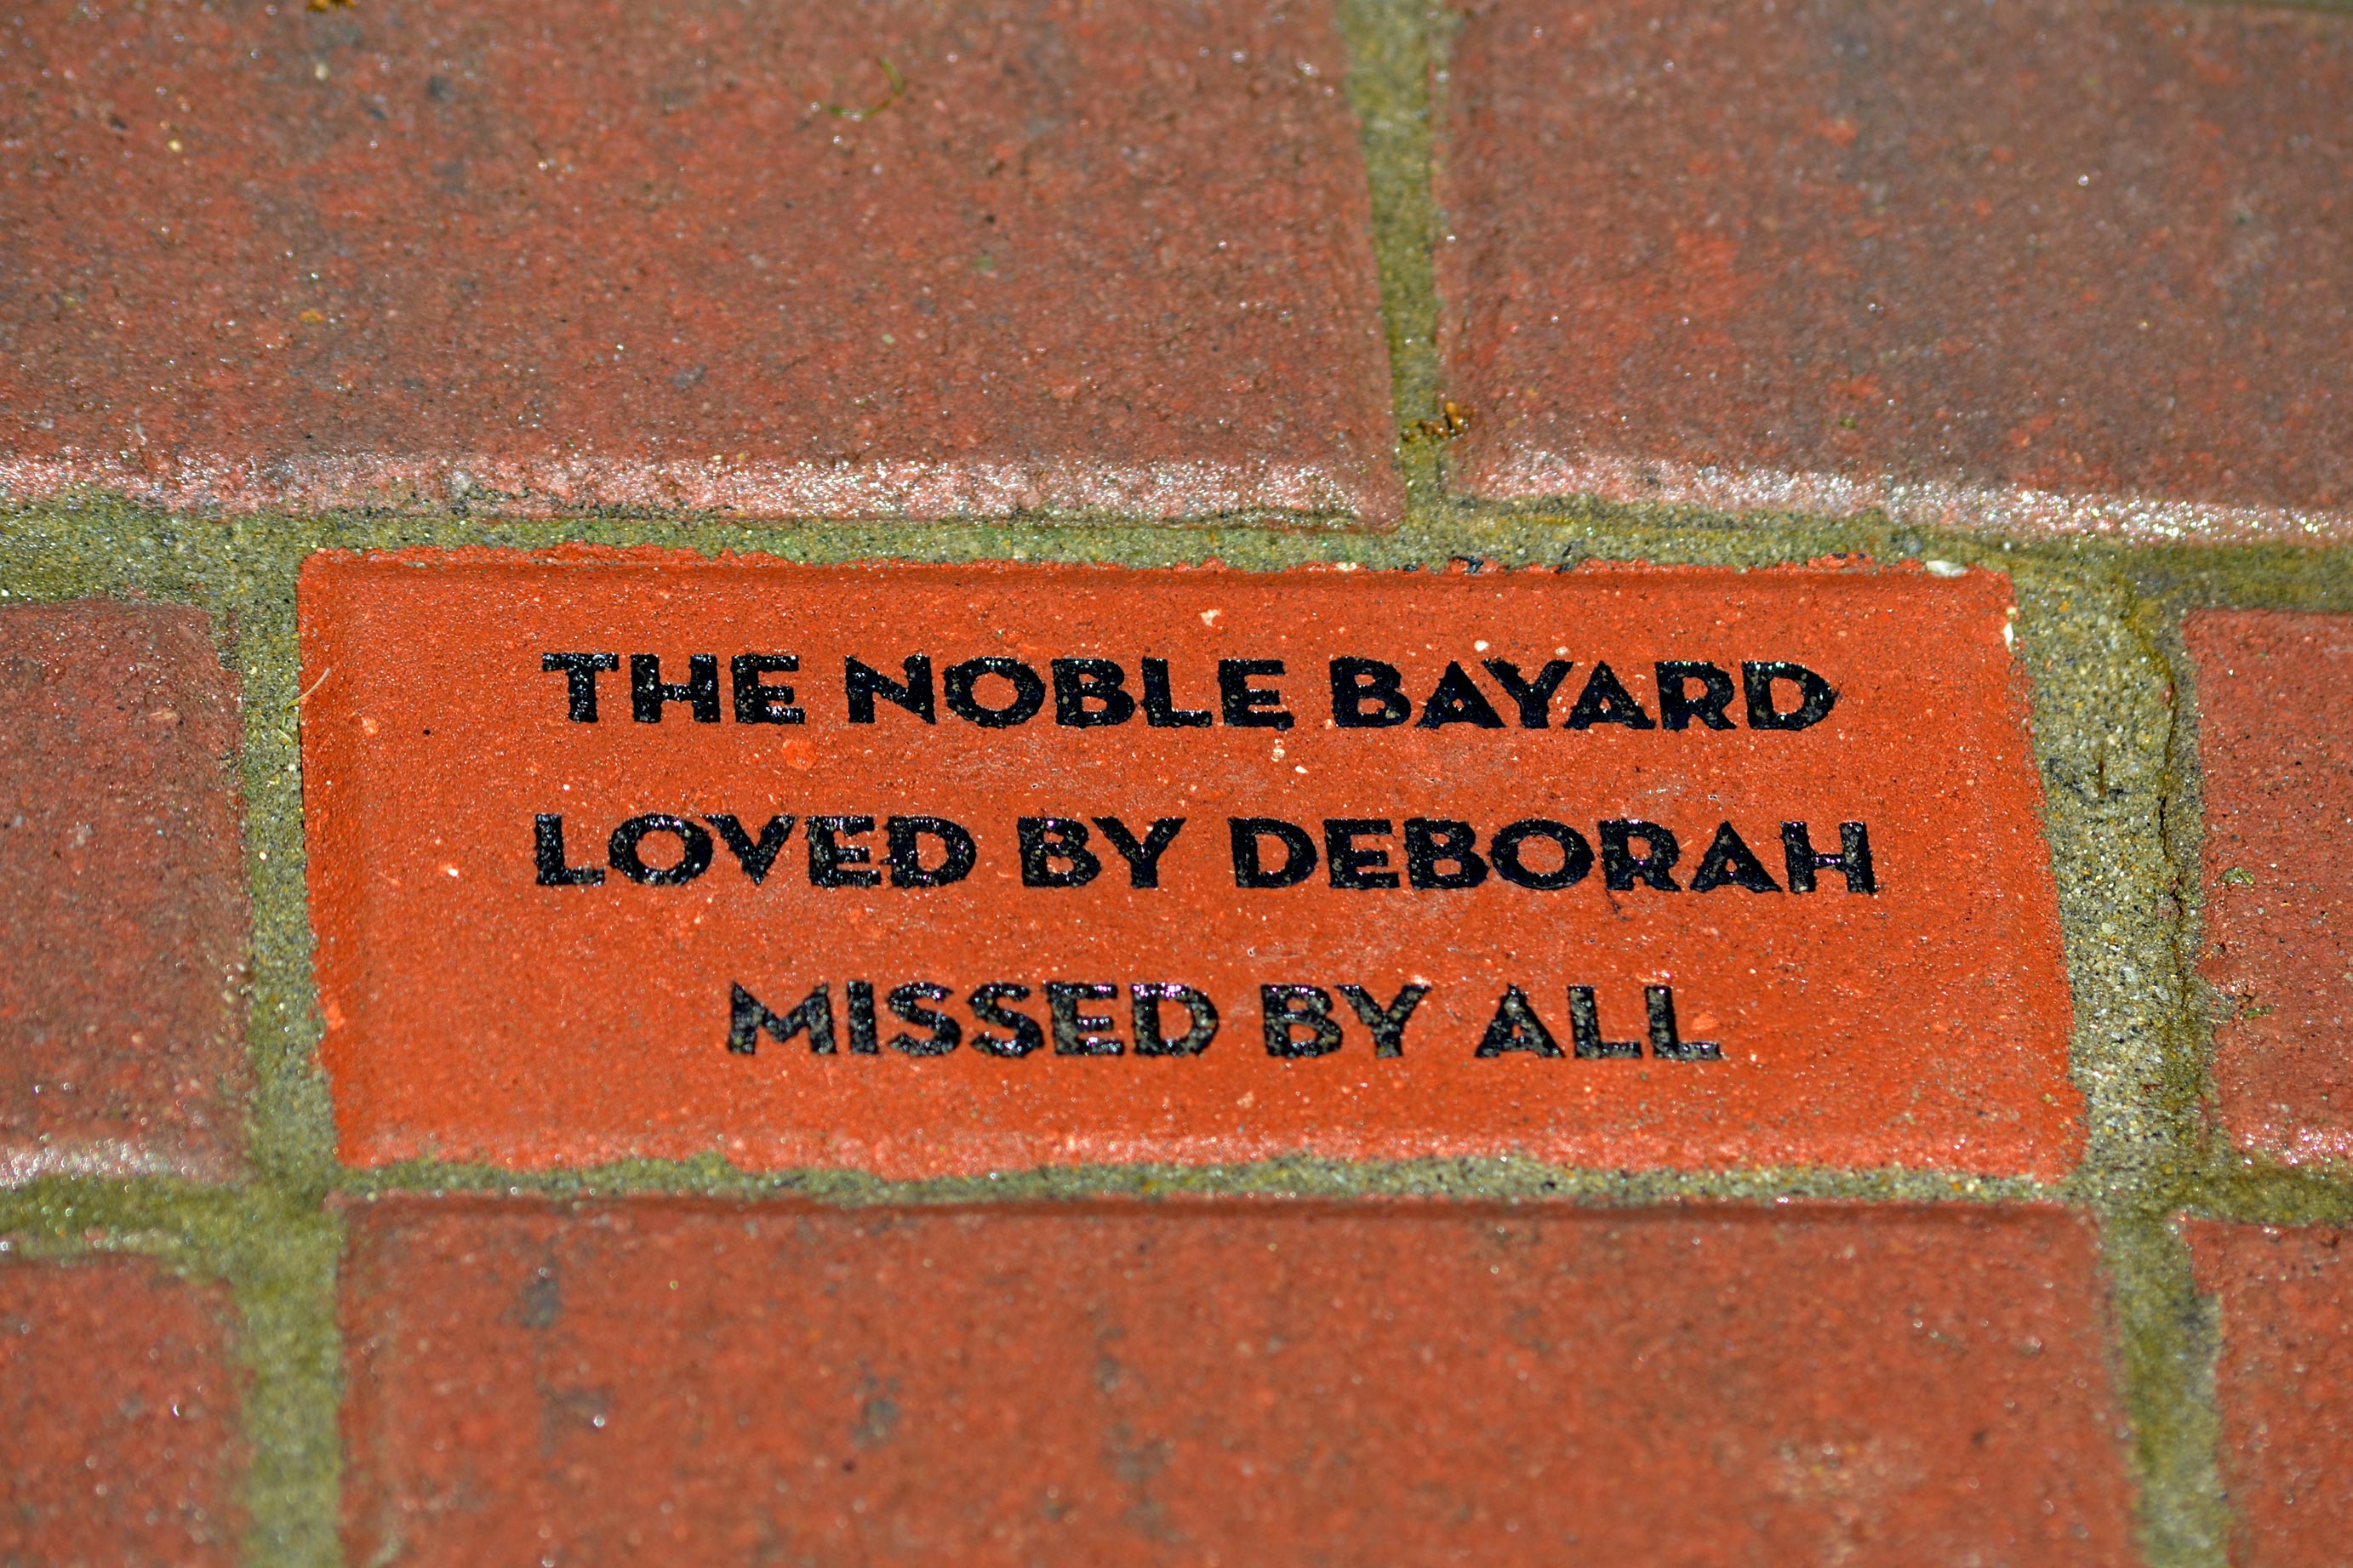 THE NOBLE BAYARD
LOVED BY DEBORAH
MISSED BY ALL